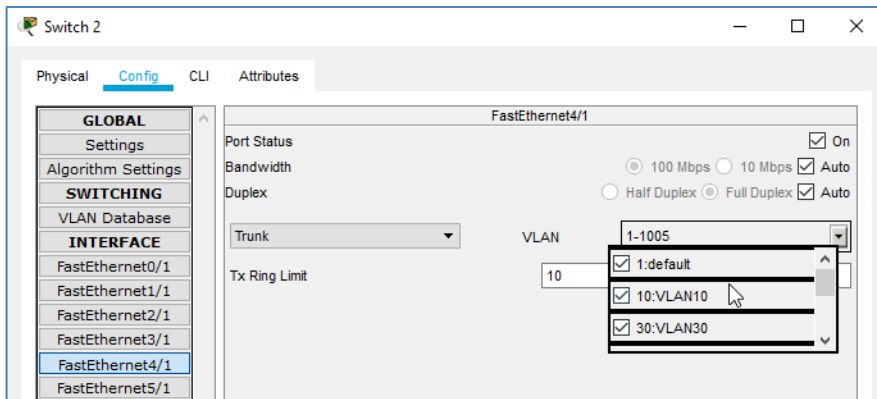 Switch 2
Physical Config CLI Attributes
GLOBAL
Settings
Algorithm Settings
SWITCHING
VLAN Database
INTERFACE
FastEthernet0/1
FastEthernet1/1
FastEthernet2/1
FastEthernet3/1
FastEthernet4/1
FastEthernet5/1
FastEthernet4/1
Port Status On
Bandwidth 100 Mbps 10 Mbps Auto
Duplex Half Duplex Full Duplex Auto
Trunk VLAN 1-1005
1:default
Tx Ring Limit 10
10:VLAN10
30:VLAN30